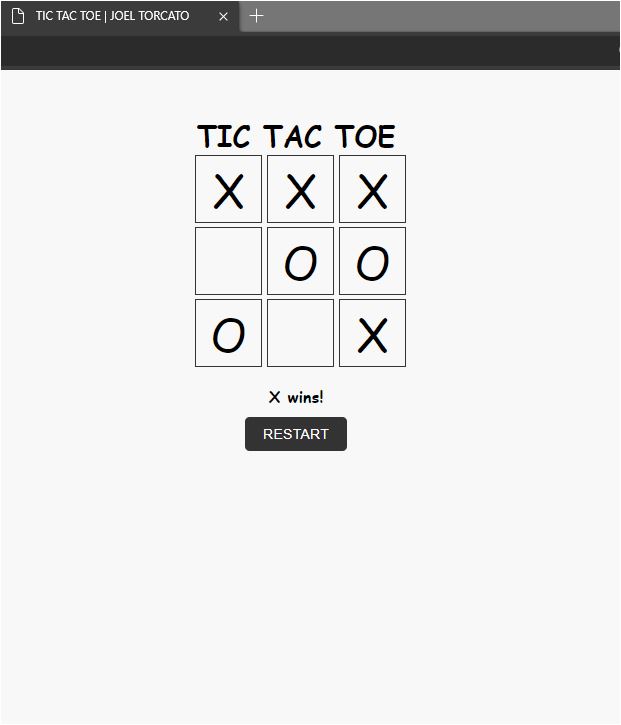 TIC TAC TOE | JOEL TORCATO
TIC TAC TOE
X X X
O O
O X
X wins!
RESTART